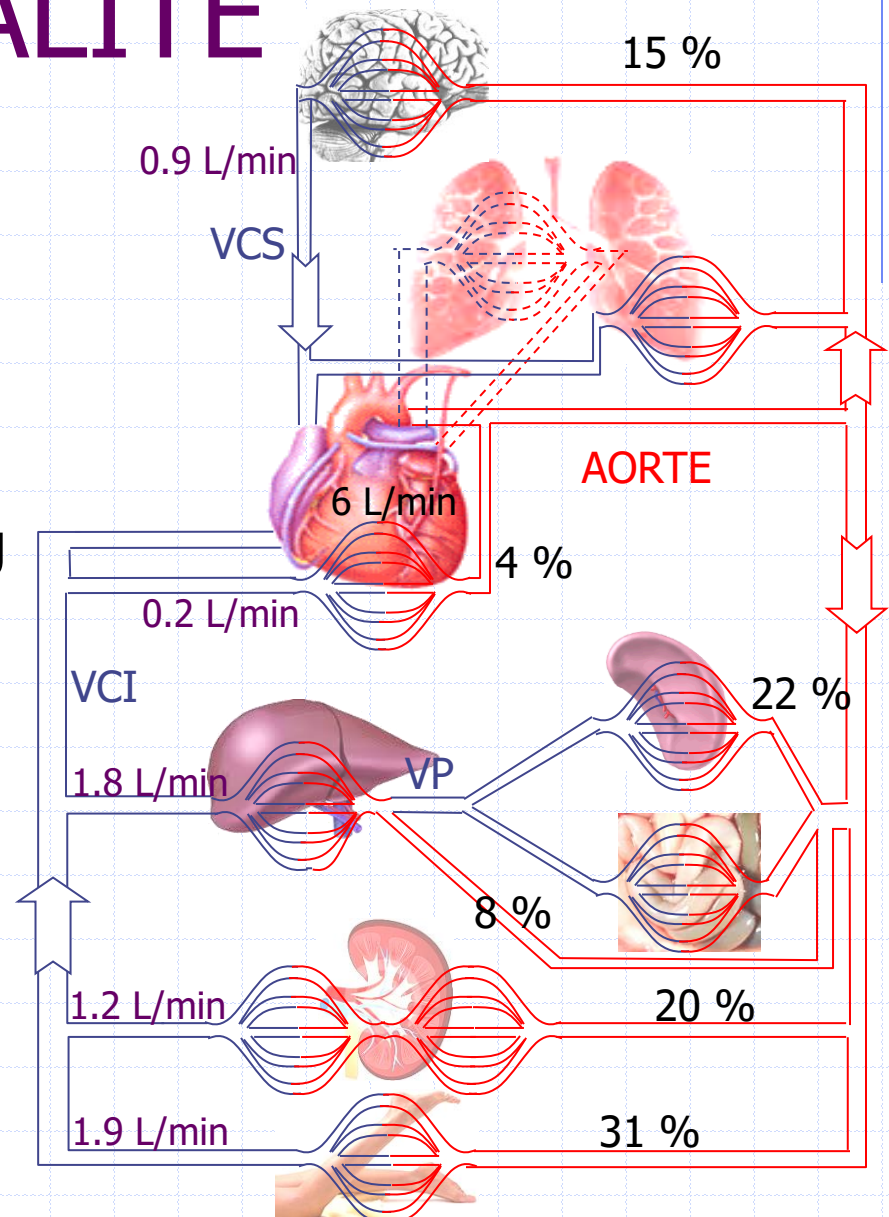 ALITE
15 %
0.9 L/min
VCS
AORTE
6 L/min
4 %
0.2 L/min
VCI
22 %
1.8 L/min
VP
8 %
1.2 L/min
20 %
1.9 L/min
31 %